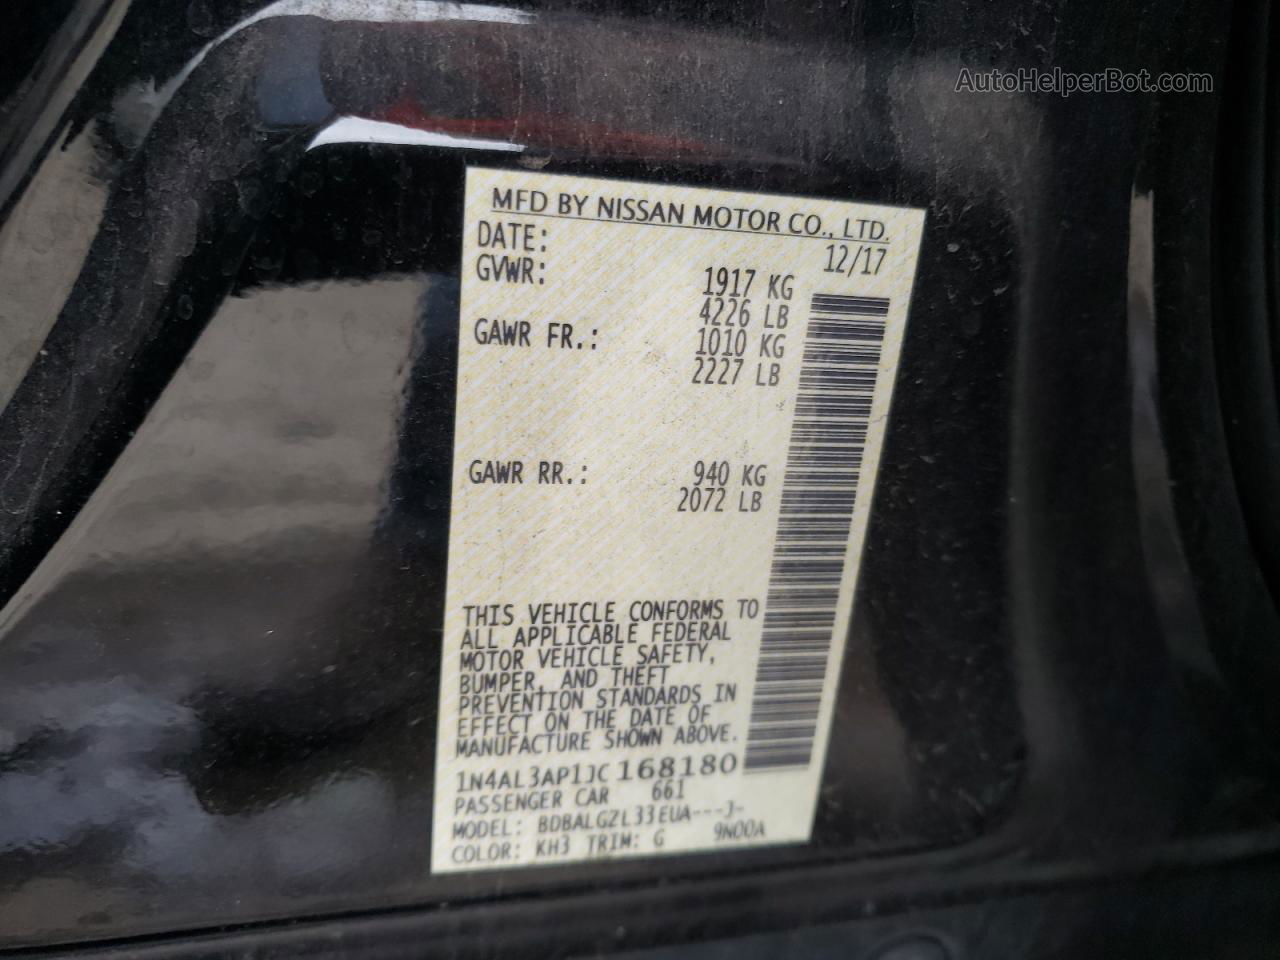 AutoHelperBot.com
MFD BY NISSAN MOTOR CO., LTD.
DATE: 12/17
GVWR: 1917 KG
4226 LB
GAWR FR.: 1010 KG
2227 LB
GAWR RR.: 940 KG
2072 LB
THIS VEHICLE CONFORMS TO
ALL APPLICABLE FEDERAL
MOTOR VEHICLE SAFETY,
BUMPER, AND THEFT
PREVENTION STANDARDS IN
EFFECT ON THE DATE OF
MANUFACTURE SHOWN ABOVE.
1N4AL3AP1JC168180
PASSENGER CAR 661
MODEL: BDBALGZL33EUA---J-
COLOR: KH3 TRIM: G 9N00A